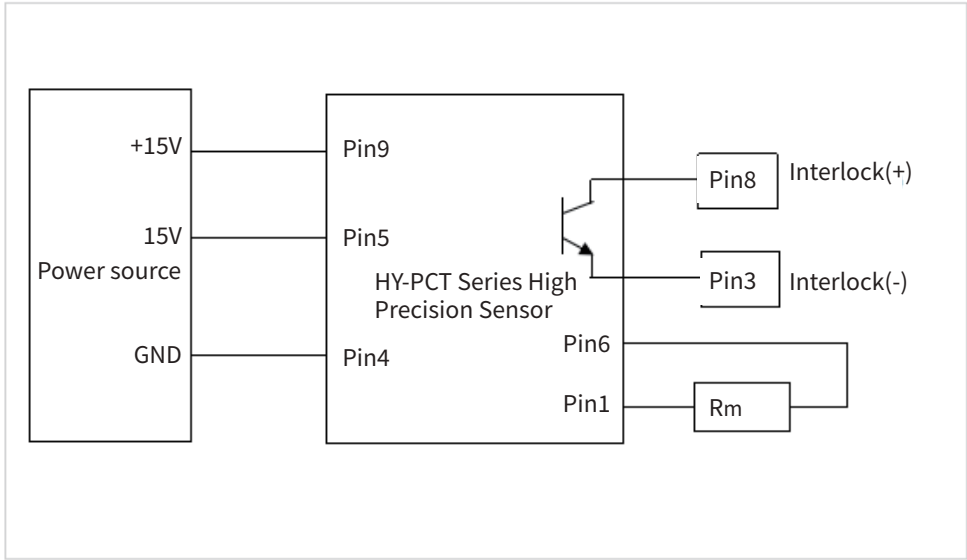 +15V
15V
Power source
GND
Pin9
Pin5
HY-PCT Series High
Precision Sensor
Pin4
Pin6
Pin1
Pin8
Interlock(+)
Pin3
Interlock(-)
Rm